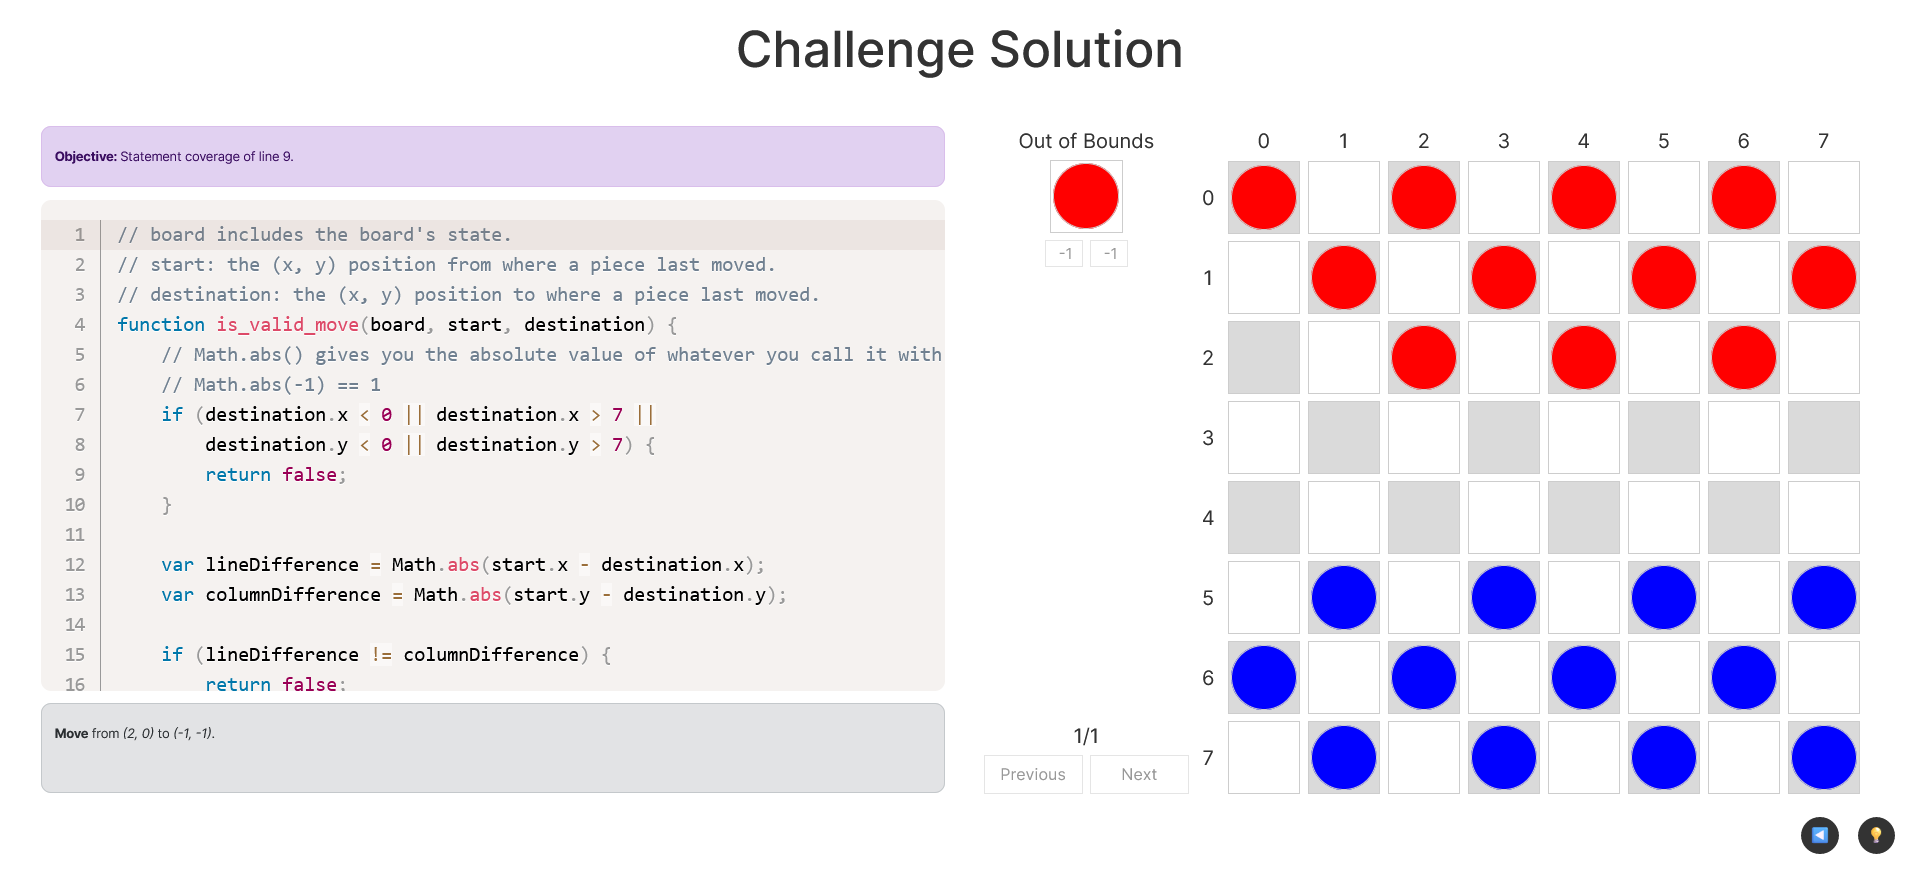 Challenge Solution
Objective: Statement coverage of line 9.
1 // board includes the board's state.
2 // start: the (x, y) position from where a piece last moved.
3 // destination: the (x, y) position to where a piece last moved.
4 function is_valid_move(board, start, destination) {
5 // Math.abs() gives you the absolute value of whatever you call it with
6 // Math.abs(-1) == 1
7 if (destination.x < 0 || destination.x > 7 ||
8 destination.y < 0 || destination.y > 7) {
9 return false;
10 }
11
12 var lineDifference = Math.abs(start.x - destination.x);
13 var columnDifference = Math.abs(start.y - destination.y);
14
15 if (lineDifference != columnDifference) {
16 return false;
Move from (2, 0) to (-1, -1).
Out of Bounds
-1 -1
1/1
Previous Next
0 1 2 3 4 5 6 7
0
1
2
3
4
5
6
7